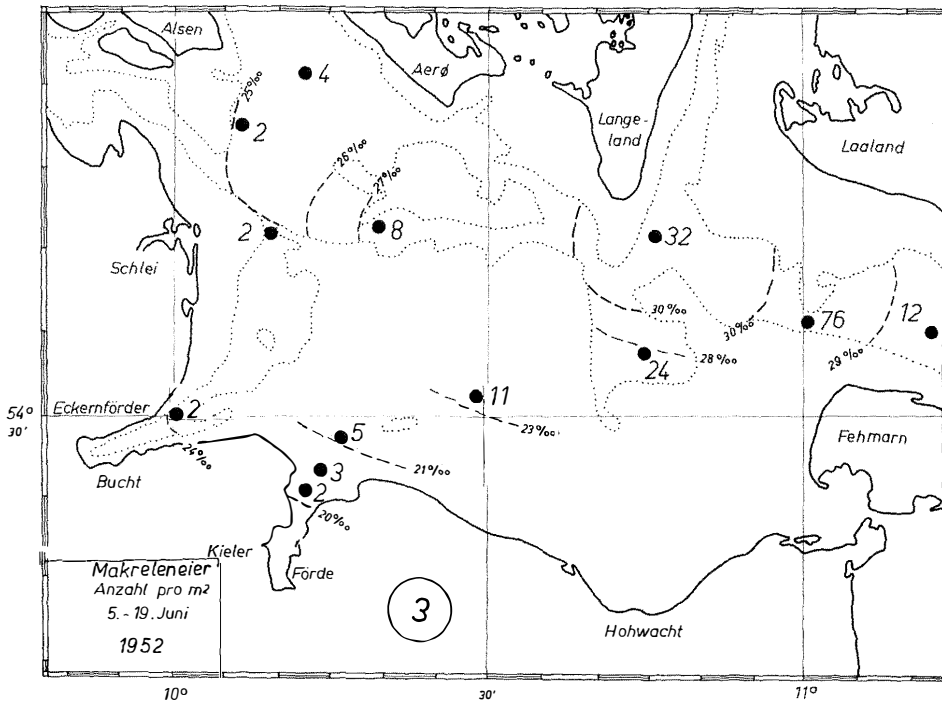 Alsen
4
Aerø
25‰
2
Lange-
land
Laaland
26‰
27‰
2
8
32
Schlei
30‰
30‰
76
12
28‰
29‰
24
54°
30'
Eckernförder
2
11
23‰
Fehmarn
5
24‰
21‰
Bucht
3
2
20‰
Kieler
Förde
Makreleneier
Anzahl pro m²
5.-19. Juni
1952
3
Hohwacht
10°
30'
11°